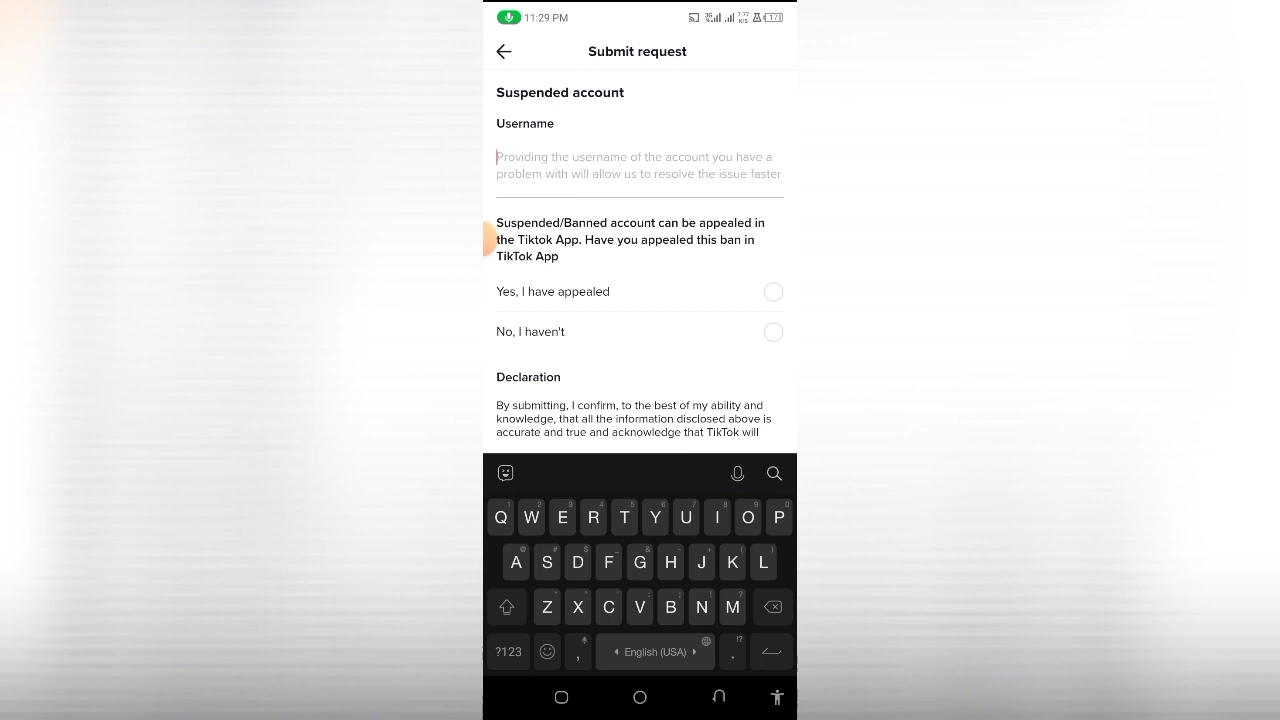 11:29 PM
Submit request
Suspended account
Username
Providing the username of the account you have a
problem with will allow us to resolve the issue faster
Suspended/Banned account can be appealed in
the Tiktok App. Have you appealed this ban in
TikTok App
Yes, I have appealed
No, I haven't
Declaration
By submitting, I confirm, to the best of my ability and
knowledge, that all the information disclosed above is
accurate and true and acknowledge that TikTok will
Q W E R T Y U I O P
A S D F G H J K L
Z X C V B N M
?123 , English (USA) .